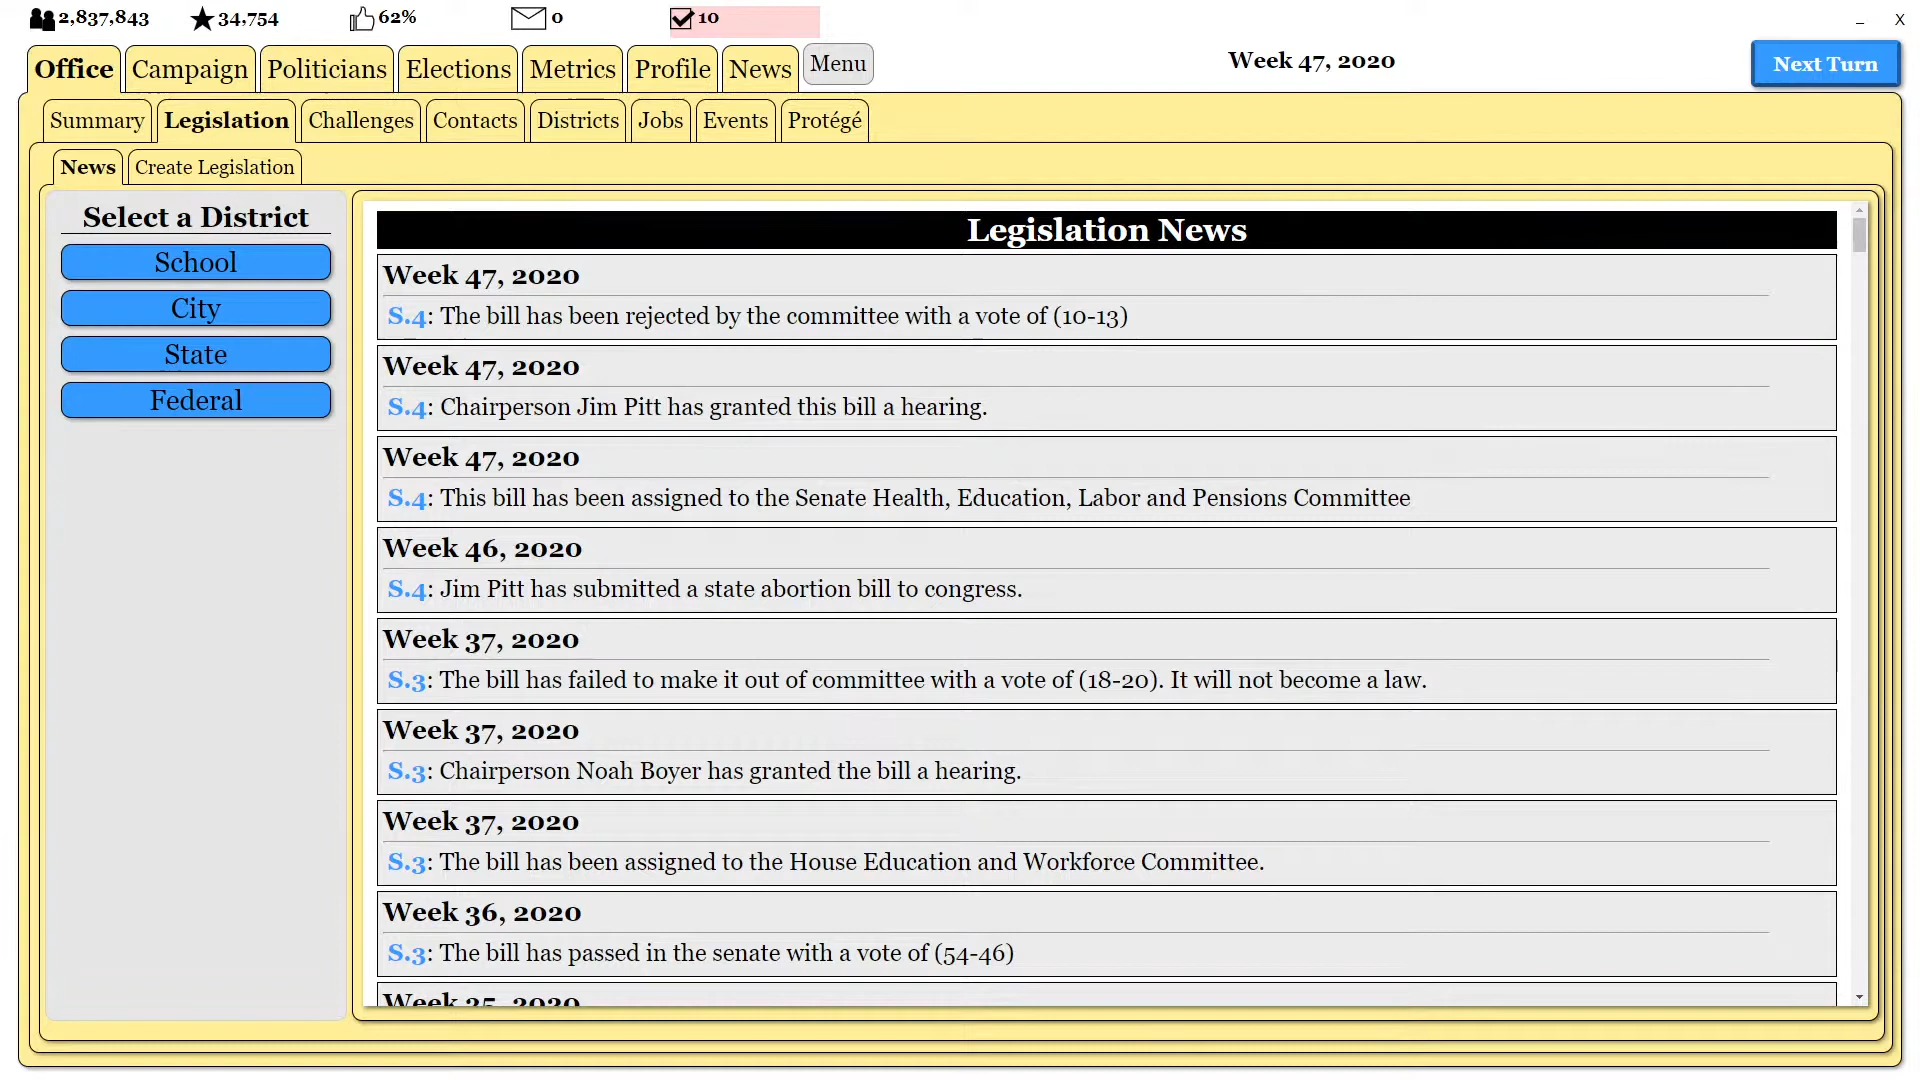 2,837,843 34,754 62% 0 10
_ X
Office Campaign Politicians Elections Metrics Profile News Menu
Week 47, 2020
Next Turn
Summary Legislation Challenges Contacts Districts Jobs Events Protégé
News Create Legislation
Select a District
School
City
State
Federal
Legislation News
Week 47, 2020
S.4: The bill has been rejected by the committee with a vote of (10-13)
Week 47, 2020
S.4: Chairperson Jim Pitt has granted this bill a hearing.
Week 47, 2020
S.4: This bill has been assigned to the Senate Health, Education, Labor and Pensions Committee
Week 46, 2020
S.4: Jim Pitt has submitted a state abortion bill to congress.
Week 37, 2020
S.3: The bill has failed to make it out of committee with a vote of (18-20). It will not become a law.
Week 37, 2020
S.3: Chairperson Noah Boyer has granted the bill a hearing.
Week 37, 2020
S.3: The bill has been assigned to the House Education and Workforce Committee.
Week 36, 2020
S.3: The bill has passed in the senate with a vote of (54-46)
Week 35, 2020